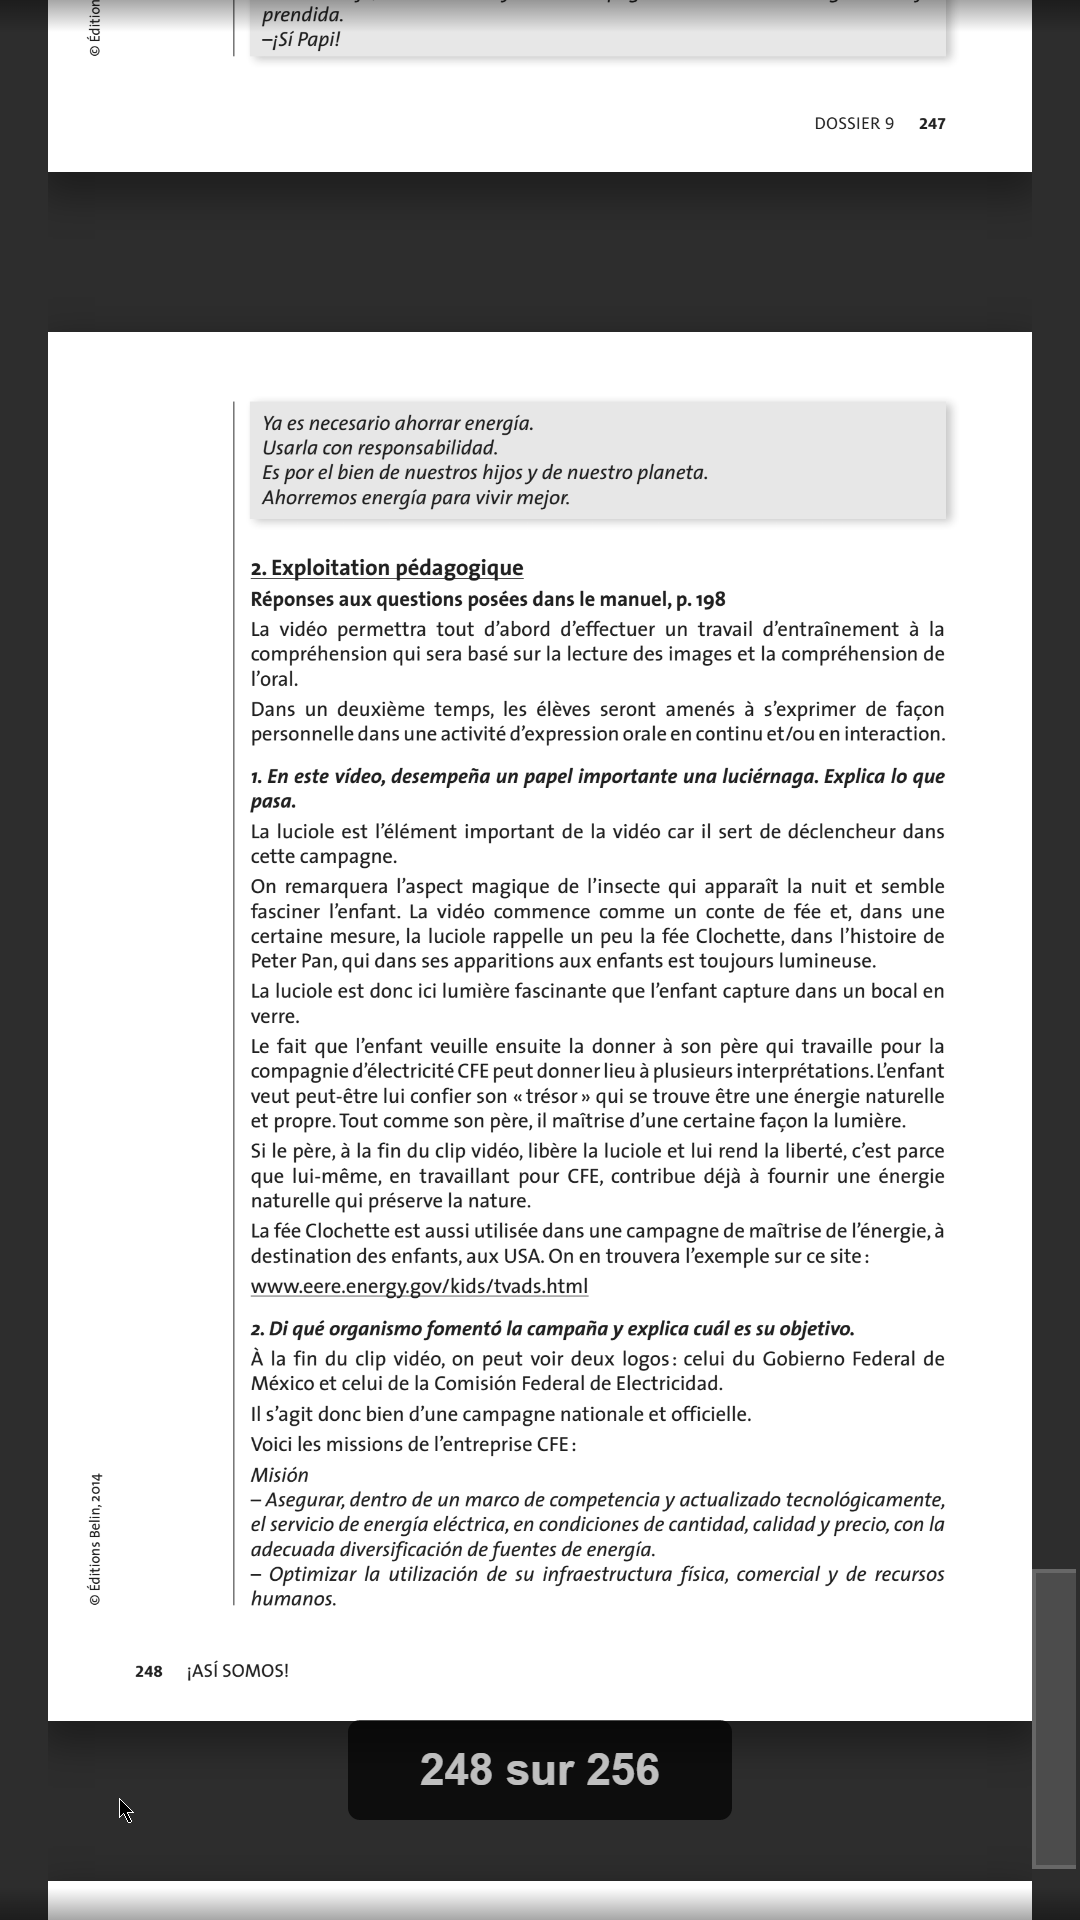 © Édition
prendida.
–¡Sí Papi!
DOSSIER 9 247
Ya es necesario ahorrar energía.
Usarla con responsabilidad.
Es por el bien de nuestros hijos y de nuestro planeta.
Ahorremos energía para vivir mejor.
2. Exploitation pédagogique
Réponses aux questions posées dans le manuel, p. 198
La vidéo permettra tout d’abord d’effectuer un travail d’entraînement à la
compréhension qui sera basé sur la lecture des images et la compréhension de
l’oral.
Dans un deuxième temps, les élèves seront amenés à s’exprimer de façon
personnelle dans une activité d’expression orale en continu et/ou en interaction.
1. En este vídeo, desempeña un papel importante una luciérnaga. Explica lo que
pasa.
La luciole est l’élément important de la vidéo car il sert de déclencheur dans
cette campagne.
On remarquera l’aspect magique de l’insecte qui apparaît la nuit et semble
fasciner l’enfant. La vidéo commence comme un conte de fée et, dans une
certaine mesure, la luciole rappelle un peu la fée Clochette, dans l’histoire de
Peter Pan, qui dans ses apparitions aux enfants est toujours lumineuse.
La luciole est donc ici lumière fascinante que l’enfant capture dans un bocal en
verre.
Le fait que l’enfant veuille ensuite la donner à son père qui travaille pour la
compagnie d’électricité CFE peut donner lieu à plusieurs interprétations. L’enfant
veut peut-être lui confier son « trésor » qui se trouve être une énergie naturelle
et propre. Tout comme son père, il maîtrise d’une certaine façon la lumière.
Si le père, à la fin du clip vidéo, libère la luciole et lui rend la liberté, c’est parce
que lui-même, en travaillant pour CFE, contribue déjà à fournir une énergie
naturelle qui préserve la nature.
La fée Clochette est aussi utilisée dans une campagne de maîtrise de l’énergie, à
destination des enfants, aux USA. On en trouvera l’exemple sur ce site :
www.eere.energy.gov/kids/tvads.html
2. Di qué organismo fomentó la campaña y explica cuál es su objetivo.
À la fin du clip vidéo, on peut voir deux logos : celui du Gobierno Federal de
México et celui de la Comisión Federal de Electricidad.
Il s’agit donc bien d’une campagne nationale et officielle.
Voici les missions de l’entreprise CFE :
Misión
– Asegurar, dentro de un marco de competencia y actualizado tecnológicamente,
el servicio de energía eléctrica, en condiciones de cantidad, calidad y precio, con la
adecuada diversificación de fuentes de energía.
– Optimizar la utilización de su infraestructura física, comercial y de recursos
humanos.
© Éditions Belin, 2014
248 ¡ASÍ SOMOS!
248 sur 256